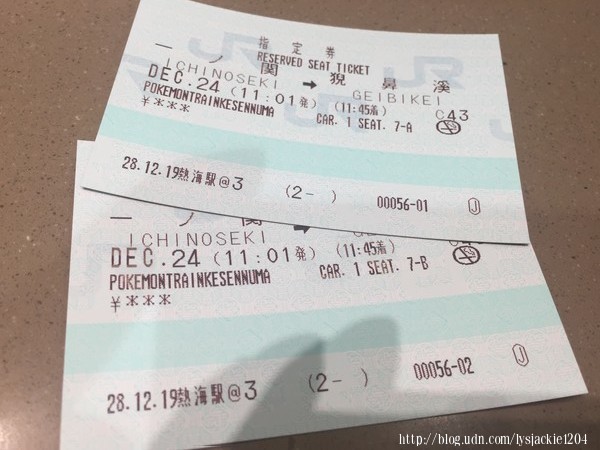 指定券
RESERVED SEAT TICKET
一ノ関 → 猊鼻渓
ICHINOSEKI GEIBIKEI
DEC.24 (11:01発) (11:45着) C43
POKEMONTRAINKESENNUMA CAR. 1 SEAT. 7-A
¥***
28.12.19熱海駅@3 (2- ) 00056-01 J
一ノ関 →
ICHINOSEKI
DEC.24 (11:01発) (11:45着)
POKEMONTRAINKESENNUMA CAR. 1 SEAT. 7-B
¥***
28.12.19熱海駅@3 (2- ) 00056-02 J
http://blog.udn.com/lysjackie1204